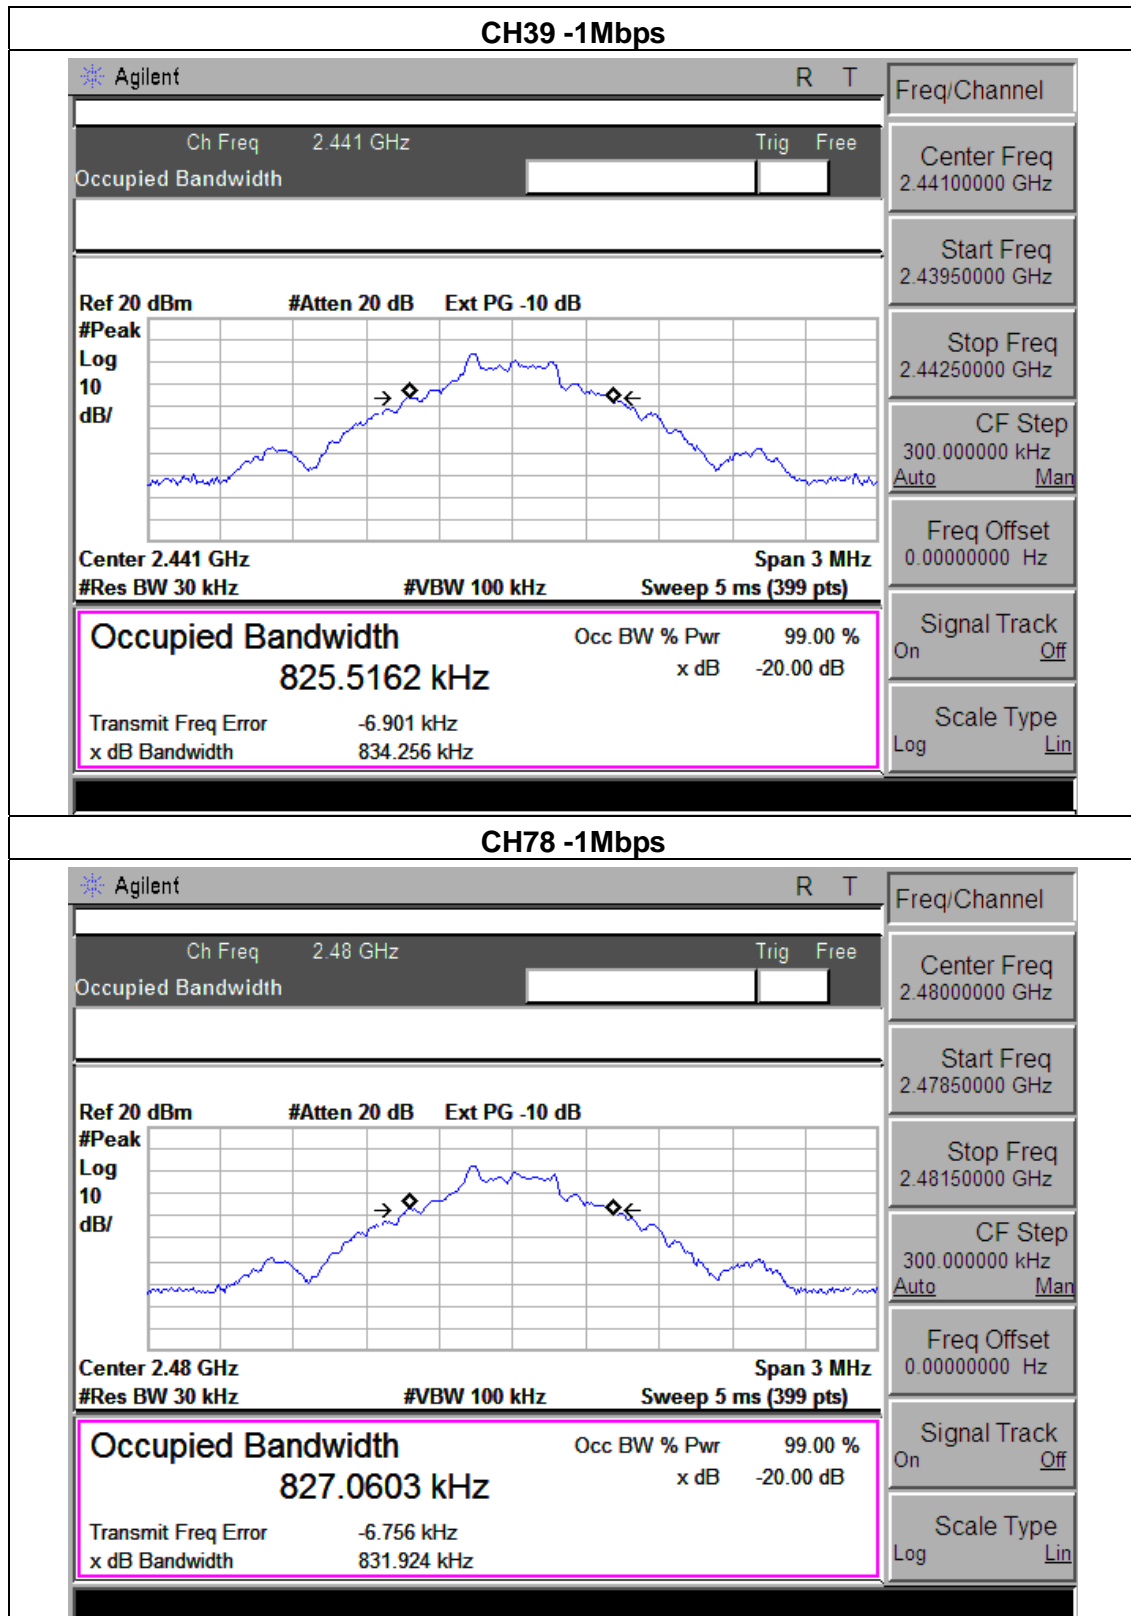 CH39 -1Mbps
Agilent R T
Freq/Channel
Ch Freq 2.441 GHz Trig Free
Occupied Bandwidth
Center Freq
2.44100000 GHz
Start Freq
2.43950000 GHz
Stop Freq
2.44250000 GHz
CF Step
300.000000 kHz
Auto Man
Freq Offset
0.00000000 Hz
Signal Track
On Off
Scale Type
Log Lin
Ref 20 dBm #Atten 20 dB Ext PG -10 dB
#Peak
Log
10
dB/
Center 2.441 GHz Span 3 MHz
#Res BW 30 kHz #VBW 100 kHz Sweep 5 ms (399 pts)
Occupied Bandwidth Occ BW % Pwr 99.00 %
825.5162 kHz x dB -20.00 dB
Transmit Freq Error -6.901 kHz
x dB Bandwidth 834.256 kHz
CH78 -1Mbps
Agilent R T
Freq/Channel
Ch Freq 2.48 GHz Trig Free
Occupied Bandwidth
Center Freq
2.48000000 GHz
Start Freq
2.47850000 GHz
Stop Freq
2.48150000 GHz
CF Step
300.000000 kHz
Auto Man
Freq Offset
0.00000000 Hz
Signal Track
On Off
Scale Type
Log Lin
Ref 20 dBm #Atten 20 dB Ext PG -10 dB
#Peak
Log
10
dB/
Center 2.48 GHz Span 3 MHz
#Res BW 30 kHz #VBW 100 kHz Sweep 5 ms (399 pts)
Occupied Bandwidth Occ BW % Pwr 99.00 %
827.0603 kHz x dB -20.00 dB
Transmit Freq Error -6.756 kHz
x dB Bandwidth 831.924 kHz